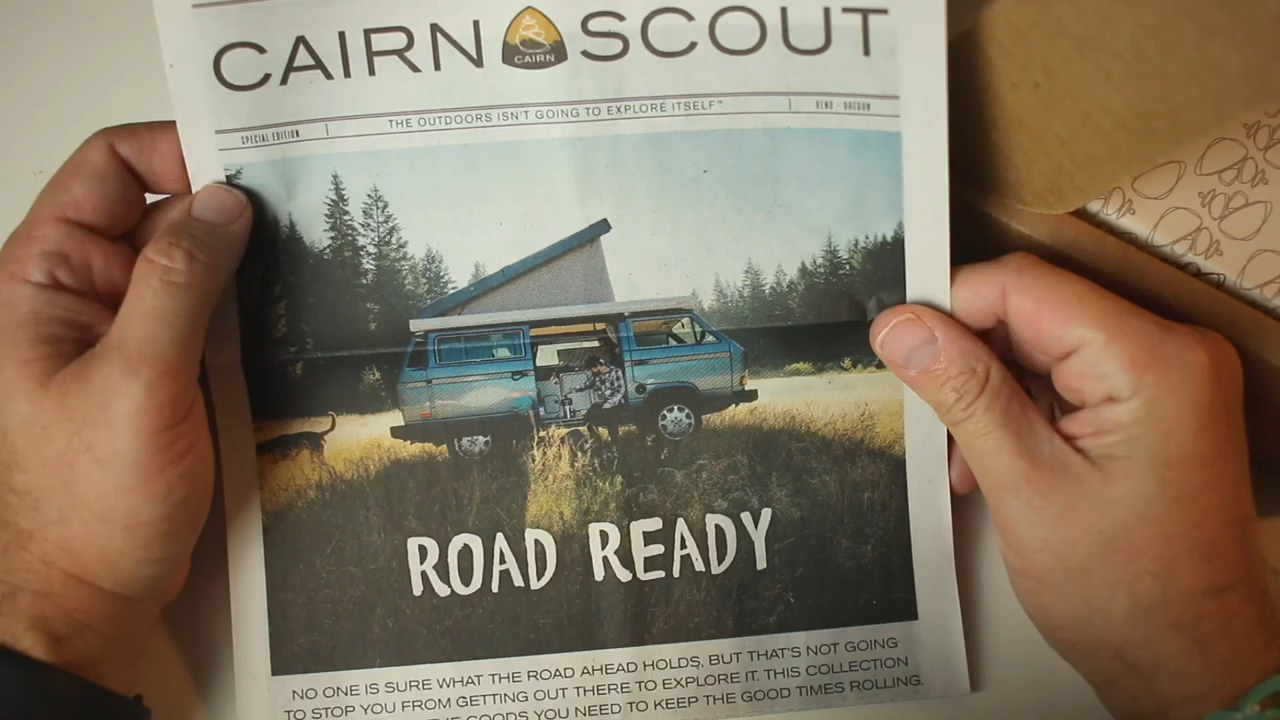 CAIRN SCOUT
CAIRN
SPECIAL EDITION | THE OUTDOORS ISN'T GOING TO EXPLORE ITSELF™ | BEND - OREGON
ROAD READY
NO ONE IS SURE WHAT THE ROAD AHEAD HOLDS, BUT THAT'S NOT GOING
TO STOP YOU FROM GETTING OUT THERE TO EXPLORE IT. THIS COLLECTION
THE GOODS YOU NEED TO KEEP THE GOOD TIMES ROLLING.